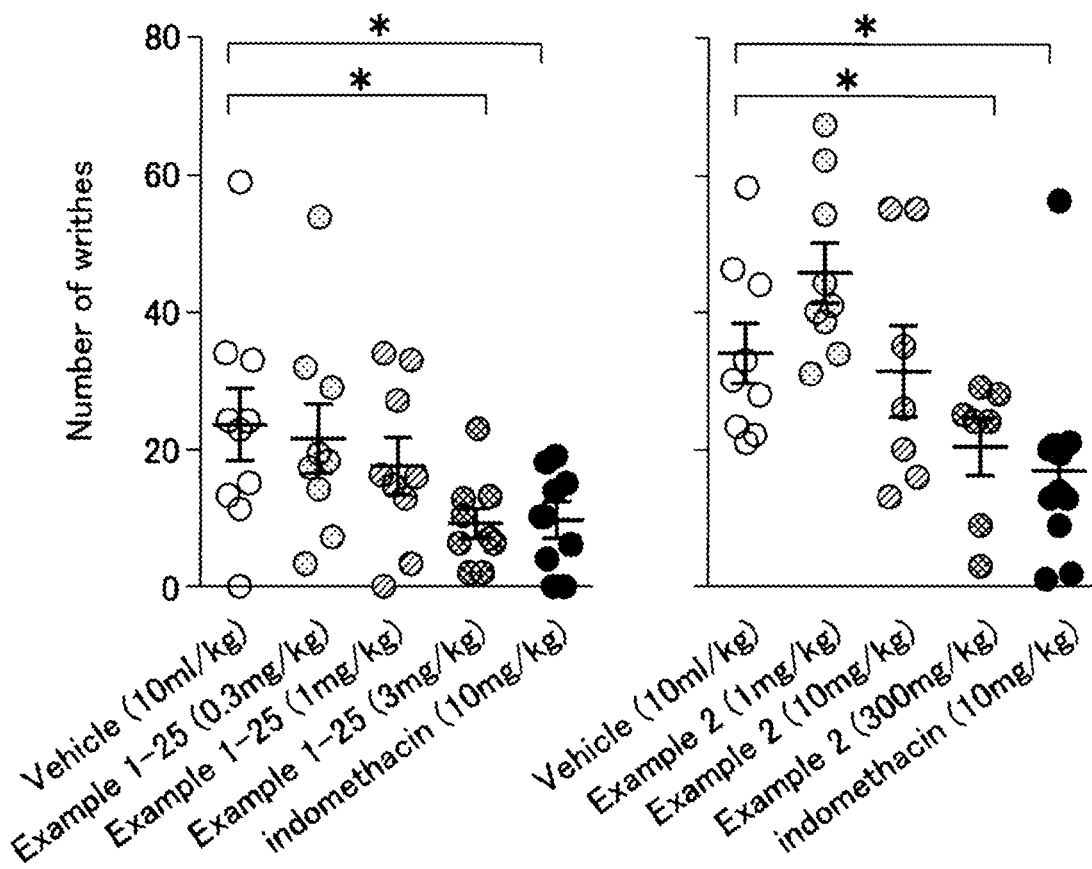 80
60
40
20
0
Number of writhes
*
*
Vehicle (10ml/kg)
Example 1-25 (0.3mg/kg)
Example 1-25 (1mg/kg)
Example 1-25 (3mg/kg)
indomethacin (10mg/kg)
*
*
Vehicle (10ml/kg)
Example 2 (1mg/kg)
Example 2 (10mg/kg)
Example 2 (300mg/kg)
indomethacin (10mg/kg)